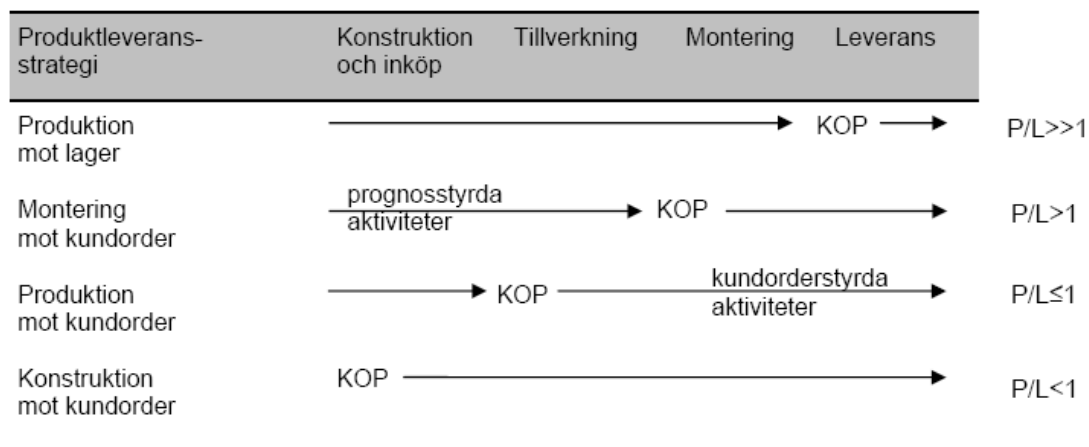 Produktleverans- Konstruktion Tillverkning Montering Leverans
strategi och inköp
Produktion KOP P/L>>1
mot lager
prognosstyrda
Montering aktiviteter KOP P/L>1
mot kundorder
kundorderstyrda
Produktion KOP aktiviteter P/L≤1
mot kundorder
Konstruktion KOP P/L<1
mot kundorder